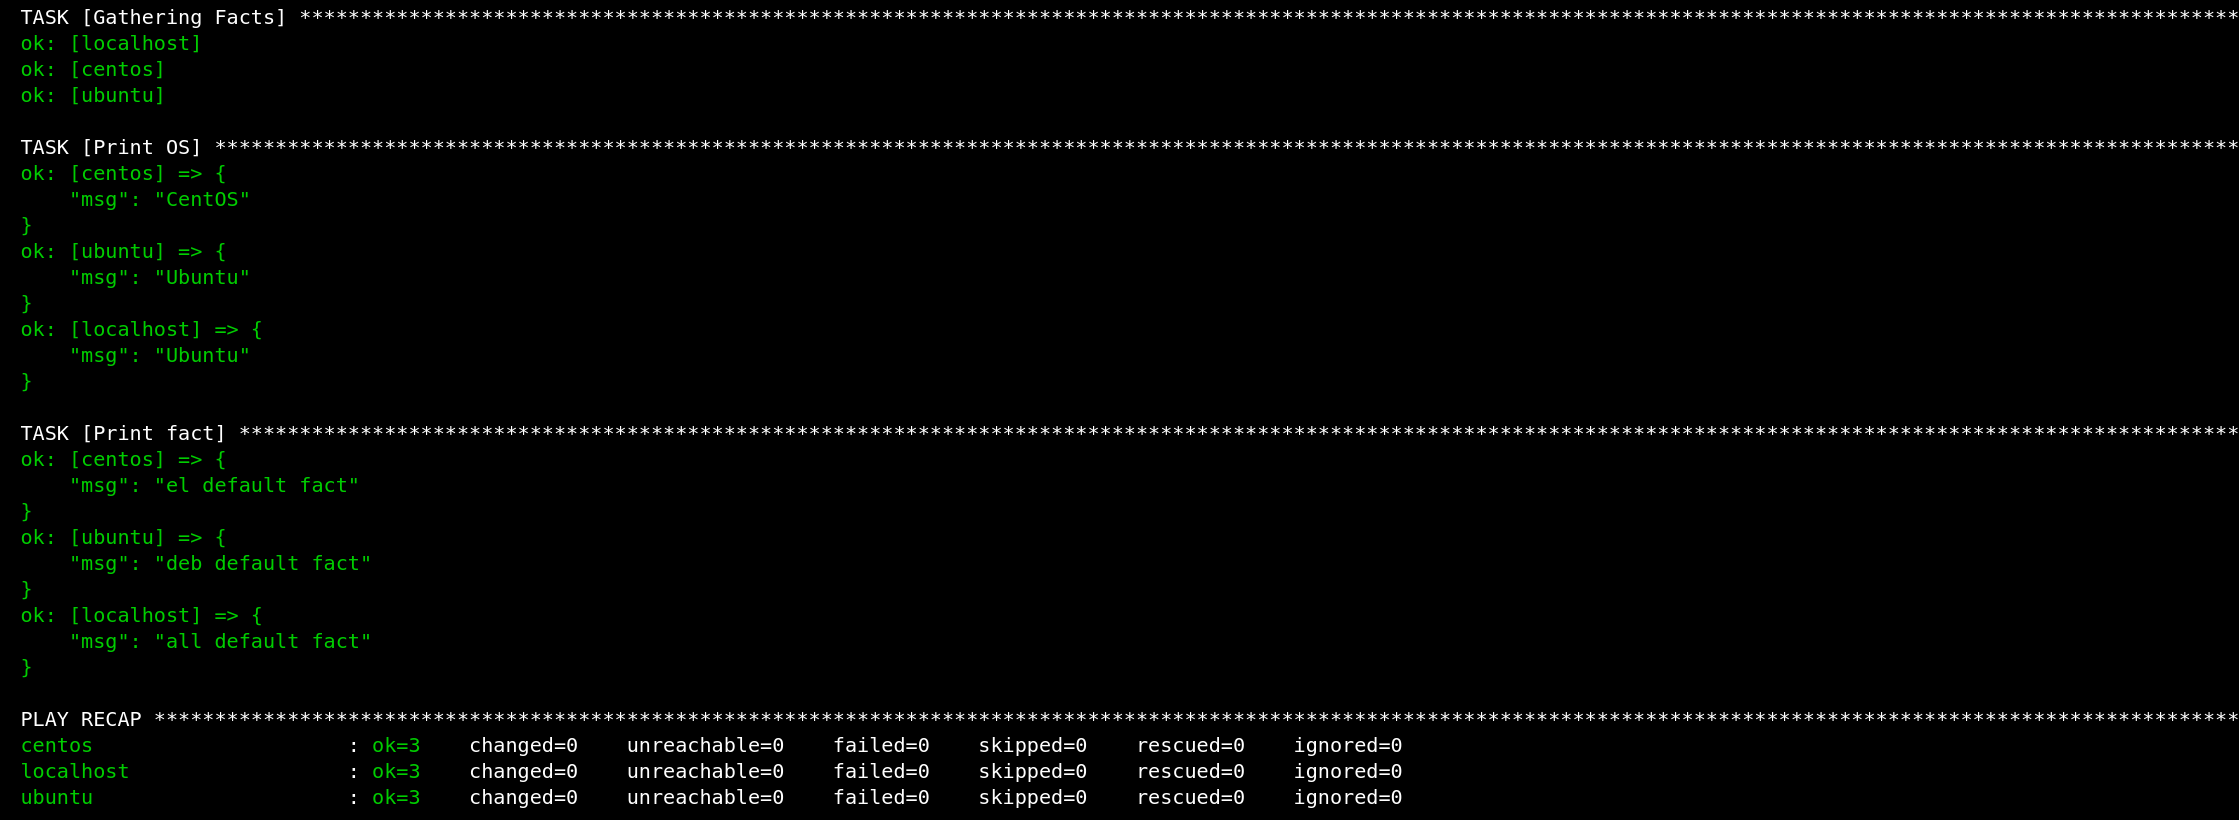 TASK [Gathering Facts] ****************************************************************************************************************************************************************
ok: [localhost]
ok: [centos]
ok: [ubuntu]

TASK [Print OS] ***********************************************************************************************************************************************************************
ok: [centos] => {
    "msg": "CentOS"
}
ok: [ubuntu] => {
    "msg": "Ubuntu"
}
ok: [localhost] => {
    "msg": "Ubuntu"
}

TASK [Print fact] *********************************************************************************************************************************************************************
ok: [centos] => {
    "msg": "el default fact"
}
ok: [ubuntu] => {
    "msg": "deb default fact"
}
ok: [localhost] => {
    "msg": "all default fact"
}

PLAY RECAP ****************************************************************************************************************************************************************************
centos                     : ok=3    changed=0    unreachable=0    failed=0    skipped=0    rescued=0    ignored=0
localhost                  : ok=3    changed=0    unreachable=0    failed=0    skipped=0    rescued=0    ignored=0
ubuntu                     : ok=3    changed=0    unreachable=0    failed=0    skipped=0    rescued=0    ignored=0